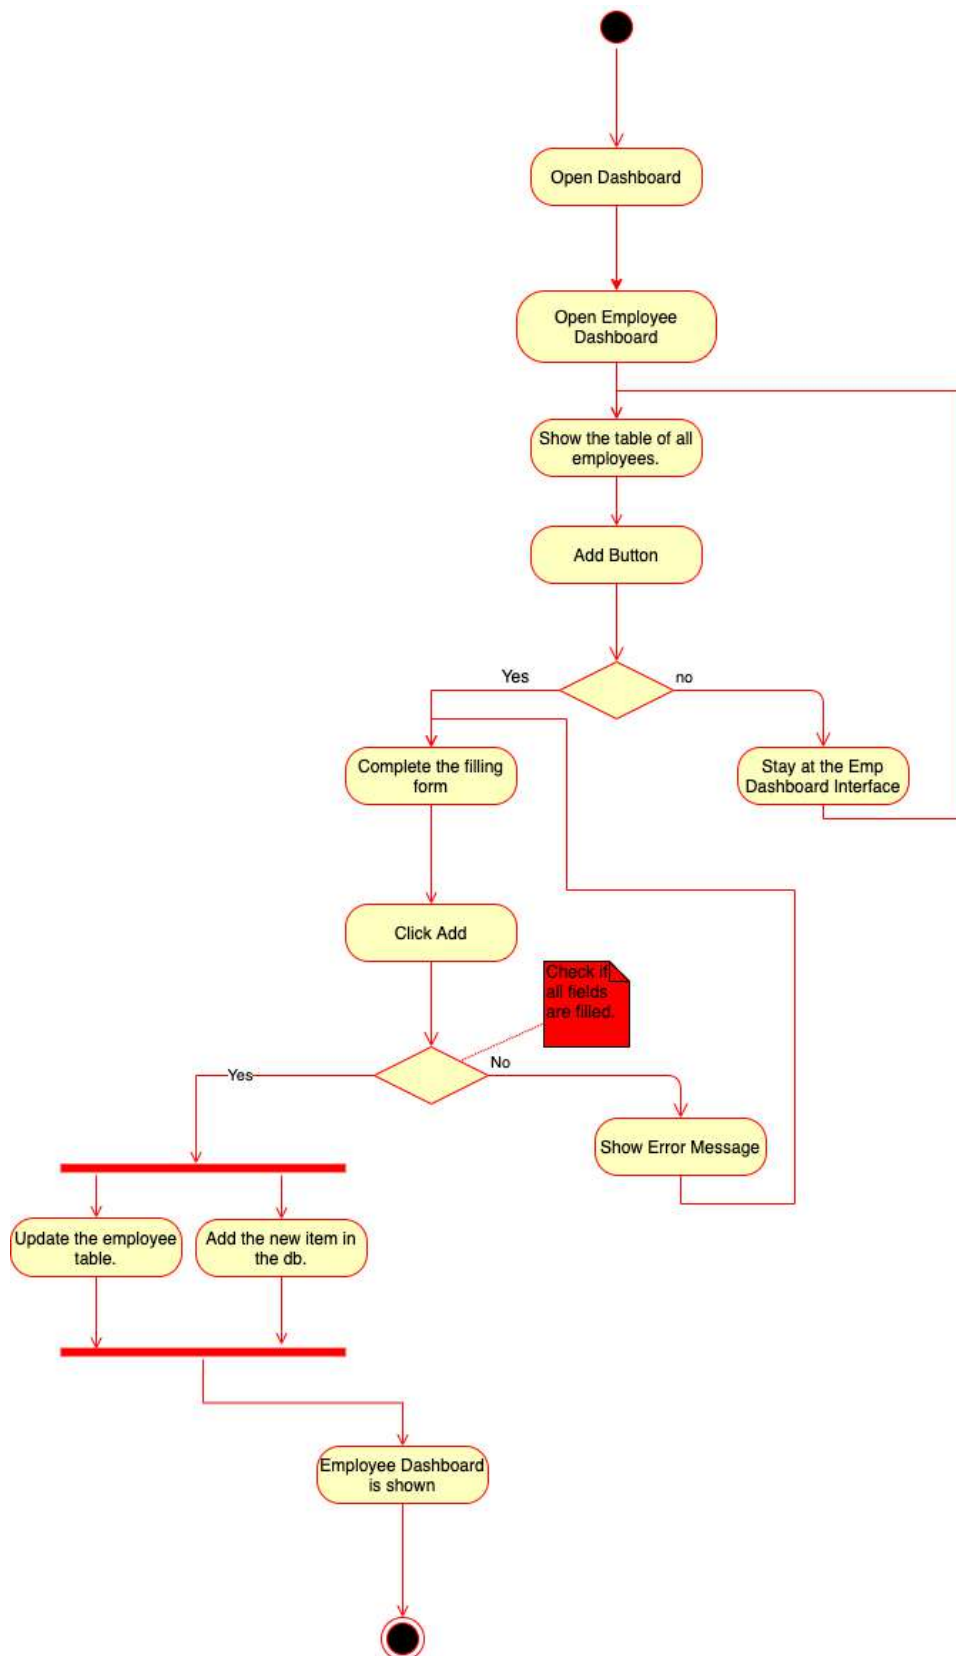 Open Dashboard
Open Employee
Dashboard
Show the table of all
employees.
Add Button
Yes
no
Complete the filling
form
Stay at the Emp
Dashboard Interface
Click Add
Check if
all fields
are filled.
Yes
No
Show Error Message
Update the employee
table.
Add the new item in
the db.
Employee Dashboard
is shown